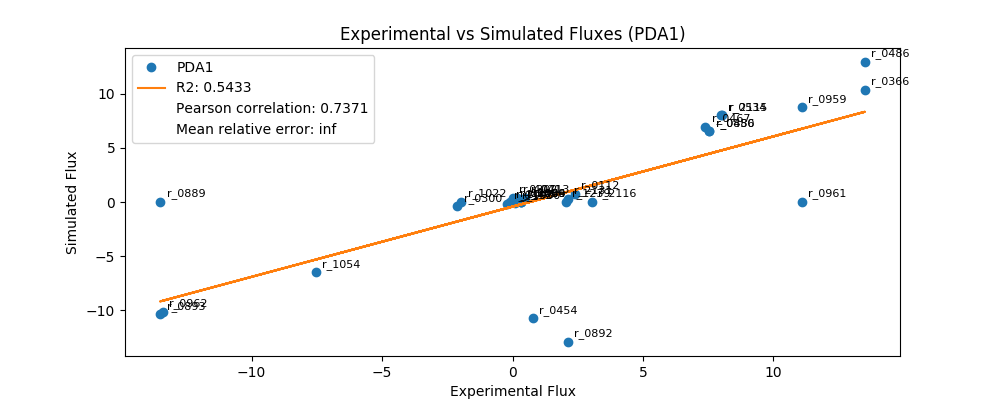 Experimental vs Simulated Fluxes (PDA1)
PDA1
R2: 0.5433
Pearson correlation: 0.7371
Mean relative error: inf
r_0486
r_0366
r_0959
r_0467
r_0889
r_1022
r_0300
r_0112
r_2116
r_0961
r_1054
r_0962
r_0893
r_0454
r_0892
10
5
0
−5
−10
−10
−5
0
5
10
Simulated Flux
Experimental Flux